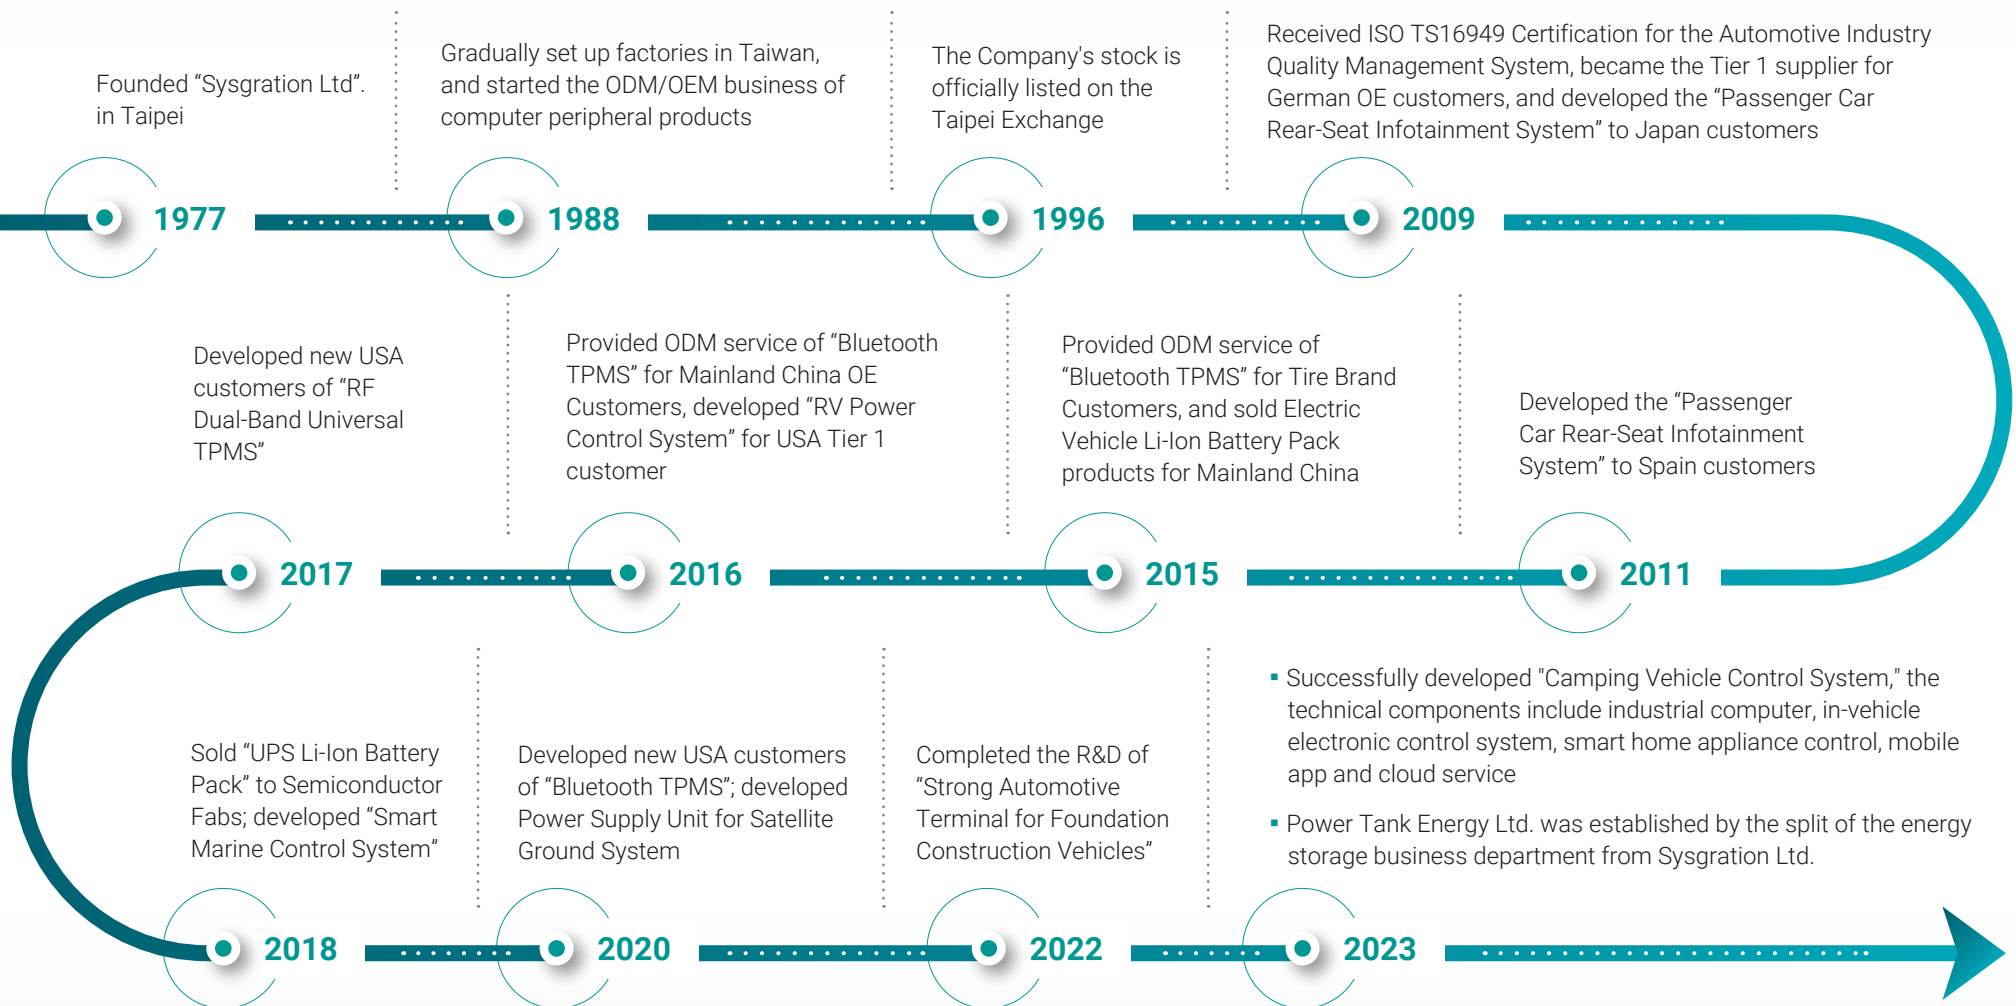 Founded “Sysgration Ltd”.
in Taipei
1977
Gradually set up factories in Taiwan,
and started the ODM/OEM business of
computer peripheral products
1988
The Company's stock is
officially listed on the
Taipei Exchange
1996
Received ISO TS16949 Certification for the Automotive Industry
Quality Management System, became the Tier 1 supplier for
German OE customers, and developed the “Passenger Car
Rear-Seat Infotainment System” to Japan customers
2009
Developed the “Passenger
Car Rear-Seat Infotainment
System” to Spain customers
2011
Provided ODM service of
“Bluetooth TPMS” for Tire Brand
Customers, and sold Electric
Vehicle Li-Ion Battery Pack
products for Mainland China
2015
Provided ODM service of “Bluetooth
TPMS” for Mainland China OE
Customers, developed “RV Power
Control System” for USA Tier 1
customer
2016
Developed new USA
customers of “RF
Dual-Band Universal
TPMS”
2017
Sold “UPS Li-Ion Battery
Pack” to Semiconductor
Fabs; developed “Smart
Marine Control System”
2018
Developed new USA customers
of “Bluetooth TPMS”; developed
Power Supply Unit for Satellite
Ground System
2020
Completed the R&D of
“Strong Automotive
Terminal for Foundation
Construction Vehicles”
2022
▪ Successfully developed "Camping Vehicle Control System," the
technical components include industrial computer, in-vehicle
electronic control system, smart home appliance control, mobile
app and cloud service
▪ Power Tank Energy Ltd. was established by the split of the energy
storage business department from Sysgration Ltd.
2023